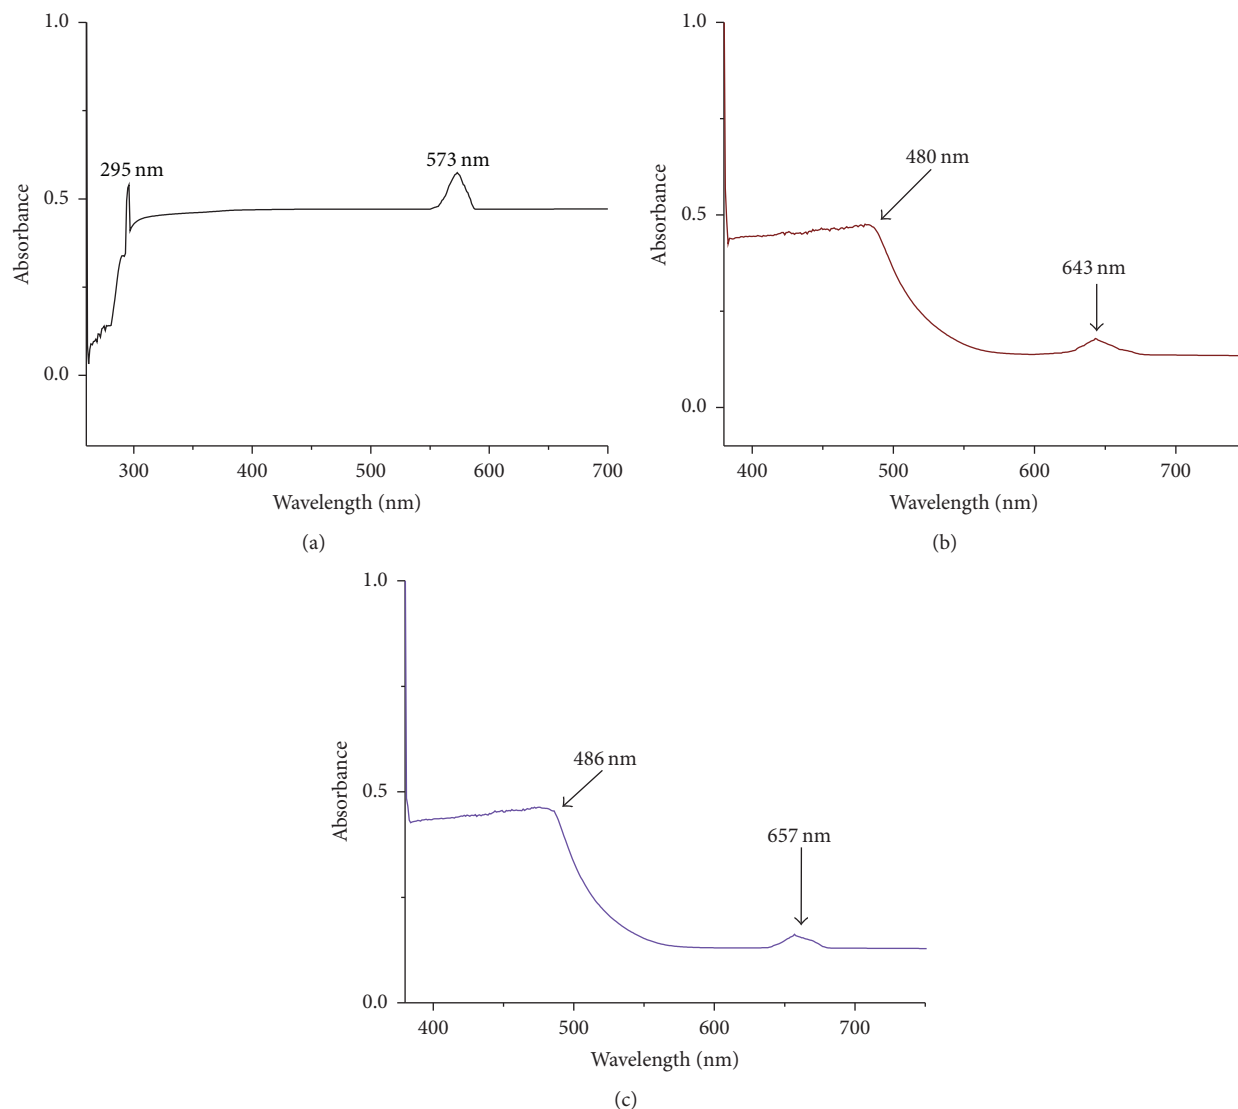 1.0
0.5
0.0
Absorbance
295 nm
573 nm
300 400 500 600 700
Wavelength (nm)
(a)
1.0
0.5
0.0
Absorbance
480 nm
643 nm
400 500 600 700
Wavelength (nm)
(b)
1.0
0.5
0.0
Absorbance
486 nm
657 nm
400 500 600 700
Wavelength (nm)
(c)